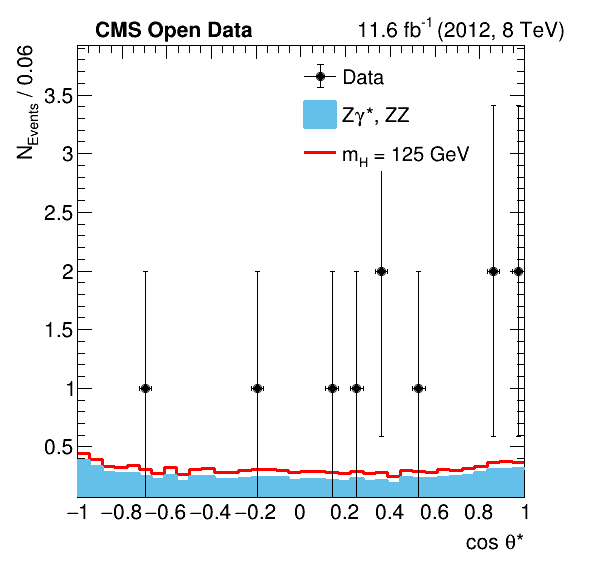 CMS Open Data 11.6 fb⁻¹ (2012, 8 TeV)
N_Events / 0.06
Data
Zγ*, ZZ
m_H = 125 GeV
3.5
3
2.5
2
1.5
1
0.5
−1 −0.8 −0.6 −0.4 −0.2 0 0.2 0.4 0.6 0.8 1
cos θ*